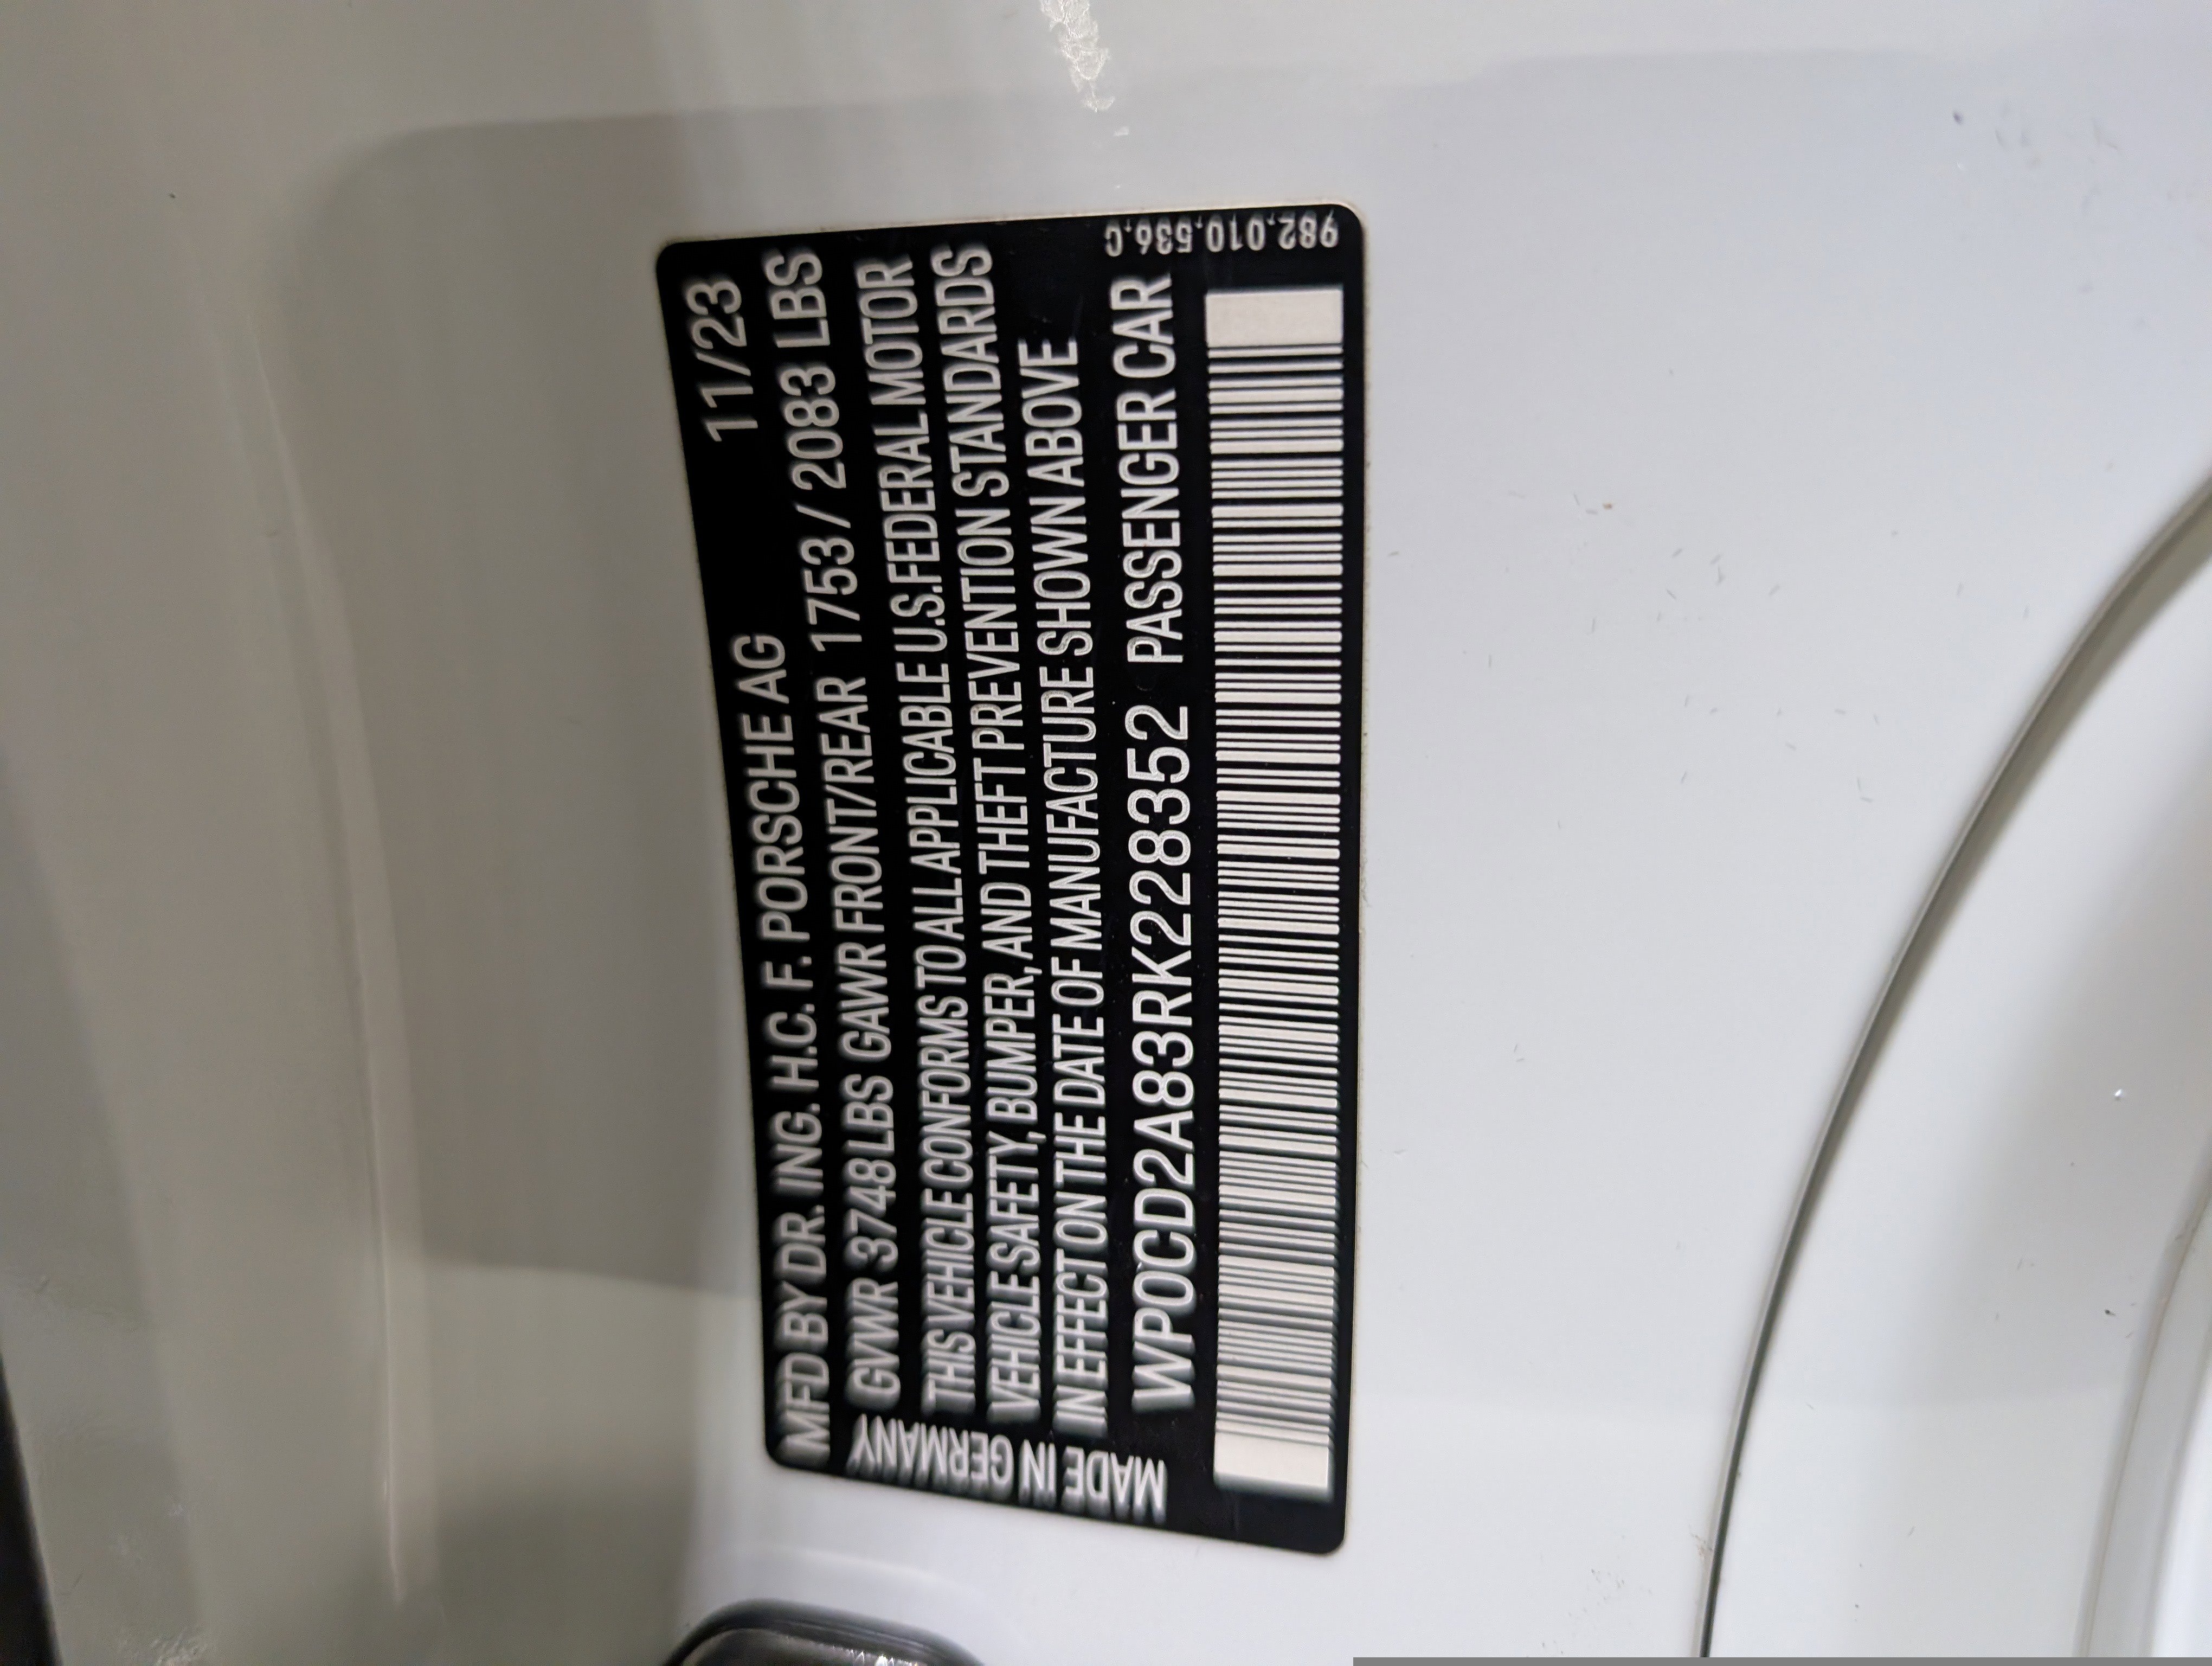 MFD BY DR. ING. H.C. F. PORSCHE AG 11/23
GVWR 3748 LBS GAWR FRONT/REAR 1753 / 2083 LBS
THIS VEHICLE CONFORMS TO ALL APPLICABLE U.S. FEDERAL MOTOR
VEHICLE SAFETY, BUMPER, AND THEFT PREVENTION STANDARDS
IN EFFECT ON THE DATE OF MANUFACTURE SHOWN ABOVE
WP0CD2A83RK228352 PASSENGER CAR
MADE IN GERMANY
982.010.536.C